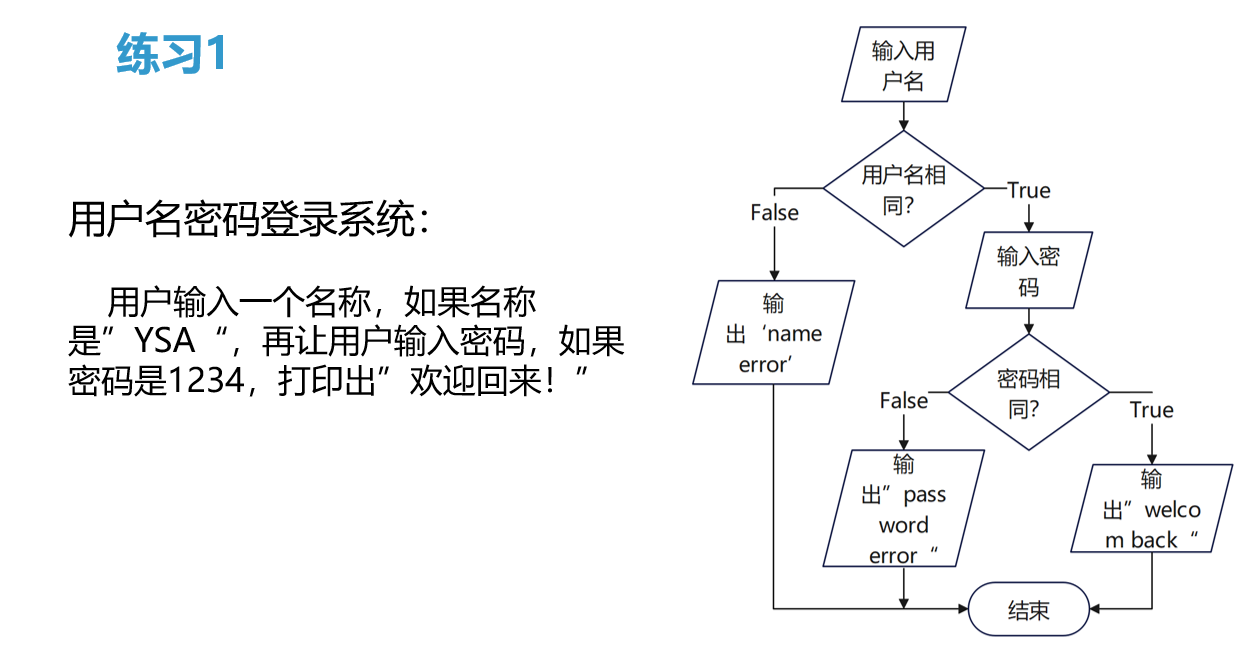 练习1
用户名密码登录系统：
用户输入一个名称，如果名称
是”YSA“，再让用户输入密码，如果
密码是1234，打印出”欢迎回来！”
输入用
户名
用户名相
同？
True
False
输入密
码
输
出‘name
error’
密码相
同？
False
True
输
出”pass
word
error“
输
出”welco
m back“
结束